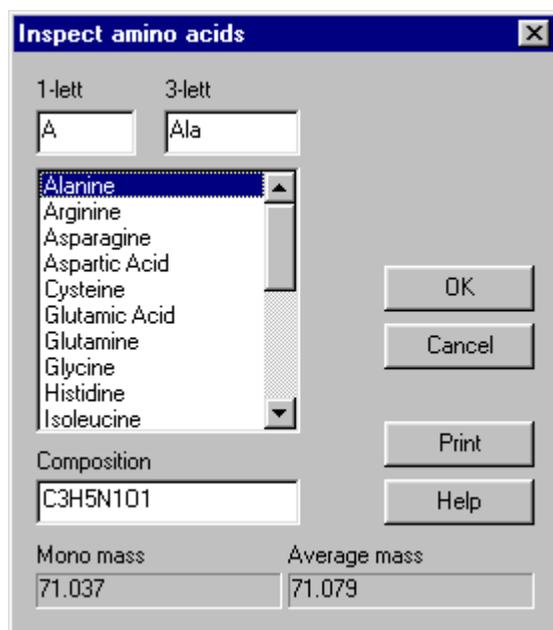 Inspect amino acids
1-lett 3-lett
A Ala
Alanine
Arginine
Asparagine
Aspartic Acid
Cysteine
Glutamic Acid
Glutamine
Glycine
Histidine
Isoleucine
OK
Cancel
Print
Help
Composition
C3H5N1O1
Mono mass Average mass
71.037 71.079